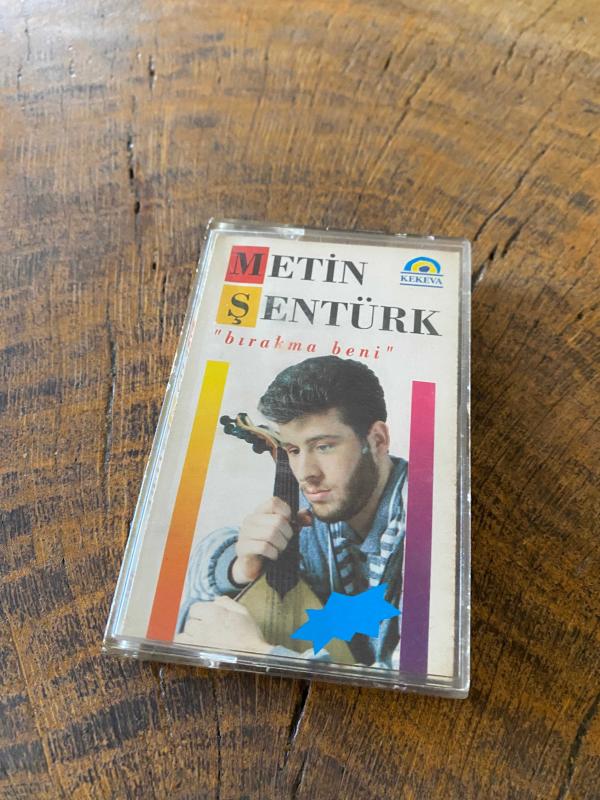 METİN
ŞENTÜRK
"bırakma beni"
KEKEVA